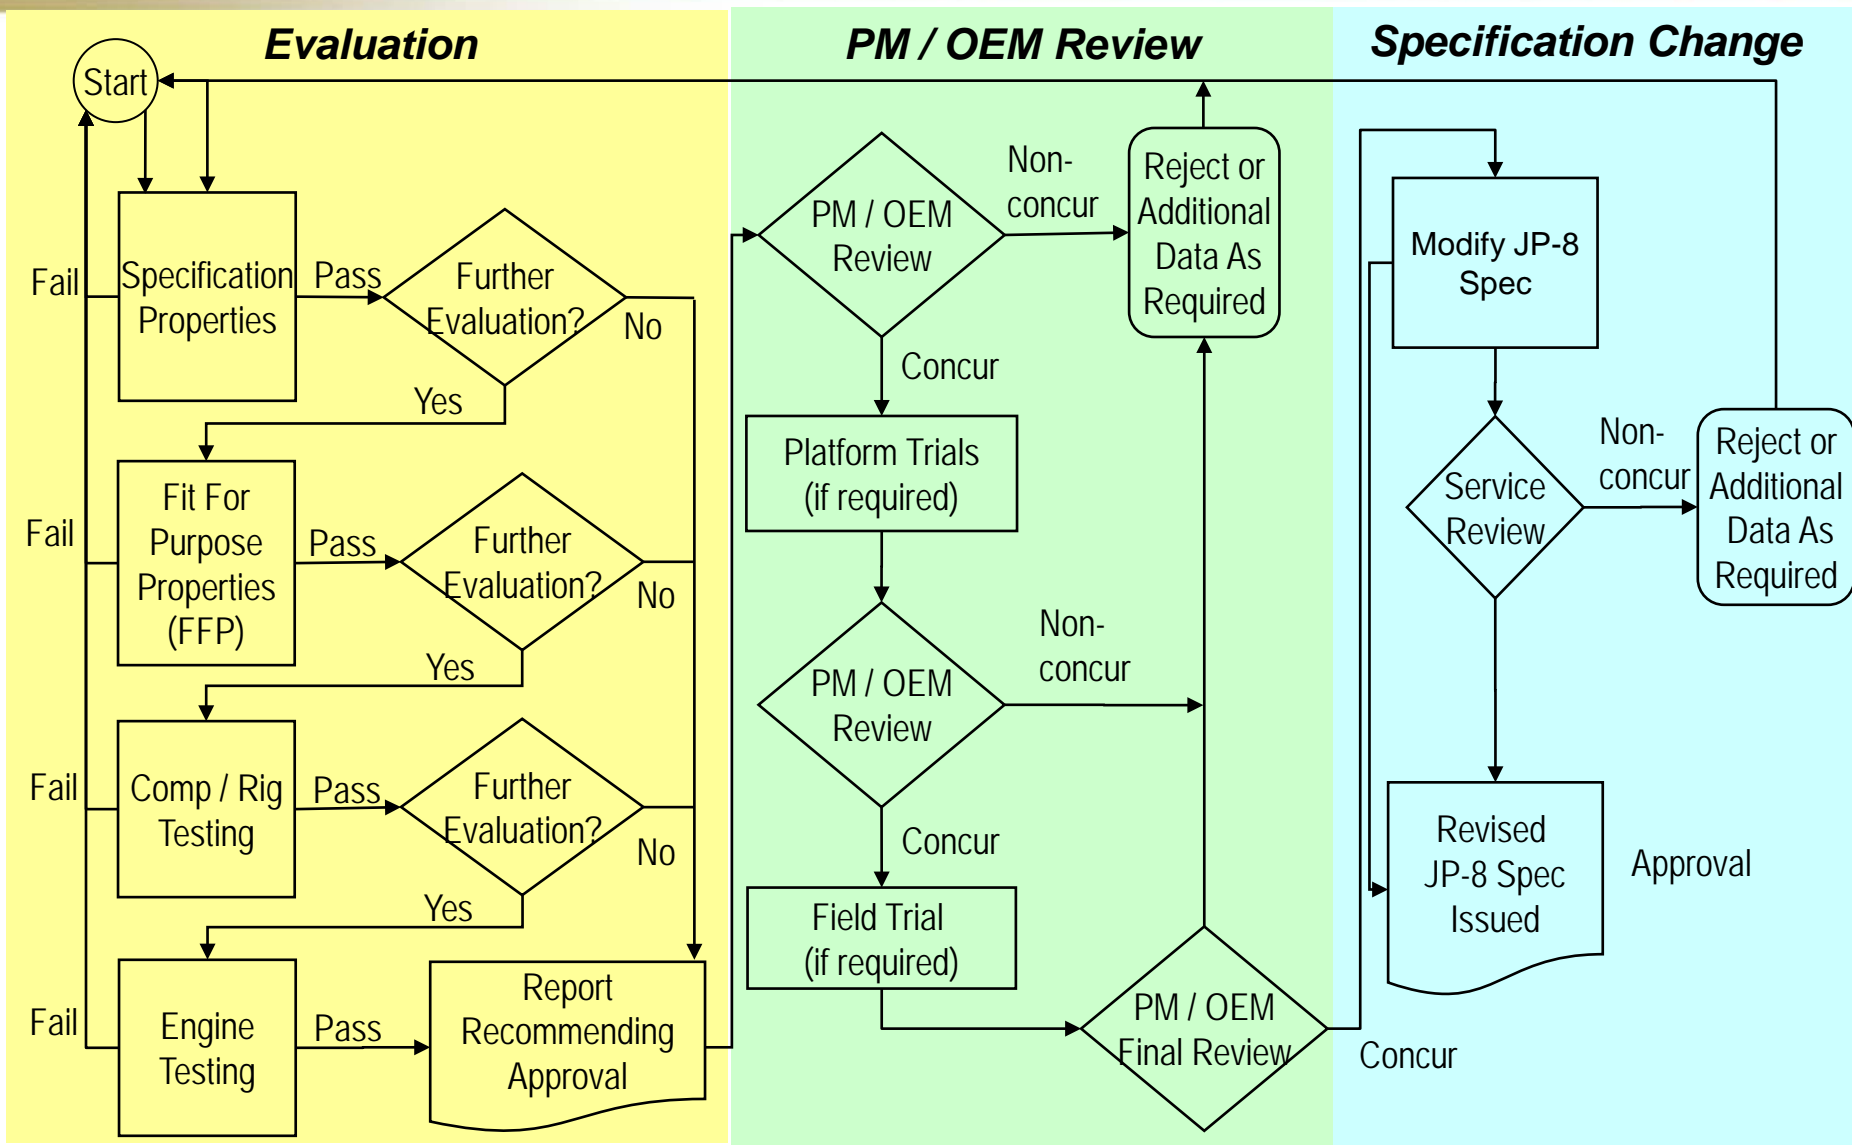 Evaluation
Start
Fail
Specification
Properties
Pass
Further
Evaluation?
No
Yes
Fail
Fit For
Purpose
Properties
(FFP)
Pass
Further
Evaluation?
No
Yes
Fail
Comp / Rig
Testing
Pass
Further
Evaluation?
No
Yes
Fail
Engine
Testing
Pass
Report
Recommending
Approval
PM / OEM Review
PM / OEM
Review
Non-
concur
Reject or
Additional
Data As
Required
Concur
Platform Trials
(if required)
PM / OEM
Review
Non-
concur
Concur
Field Trial
(if required)
PM / OEM
Final Review
Concur
Specification Change
Modify JP-8
Spec
Service
Review
Non-
concur
Reject or
Additional
Data As
Required
Revised
JP-8 Spec
Issued
Approval